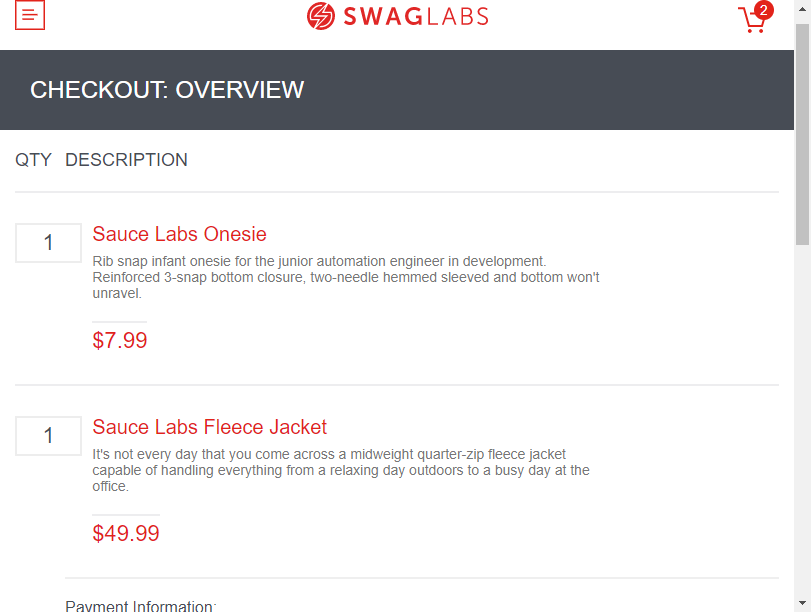 SWAGLABS
2
CHECKOUT: OVERVIEW
QTY DESCRIPTION
1
Sauce Labs Onesie
Rib snap infant onesie for the junior automation engineer in development.
Reinforced 3-snap bottom closure, two-needle hemmed sleeved and bottom won't
unravel.
$7.99
1
Sauce Labs Fleece Jacket
It's not every day that you come across a midweight quarter-zip fleece jacket
capable of handling everything from a relaxing day outdoors to a busy day at the
office.
$49.99
Payment Information: